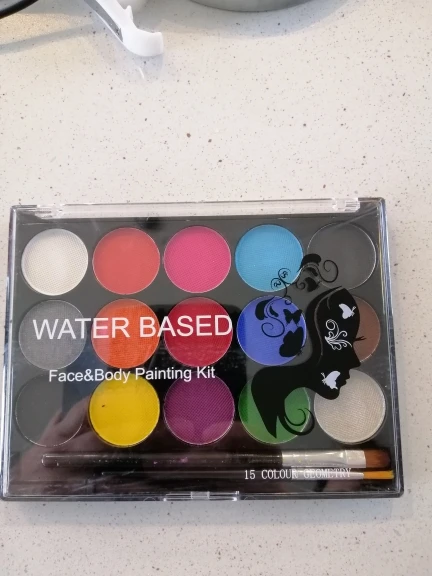 WATER BASED
Face&Body Painting Kit
15 COLOUR GEOMETRY